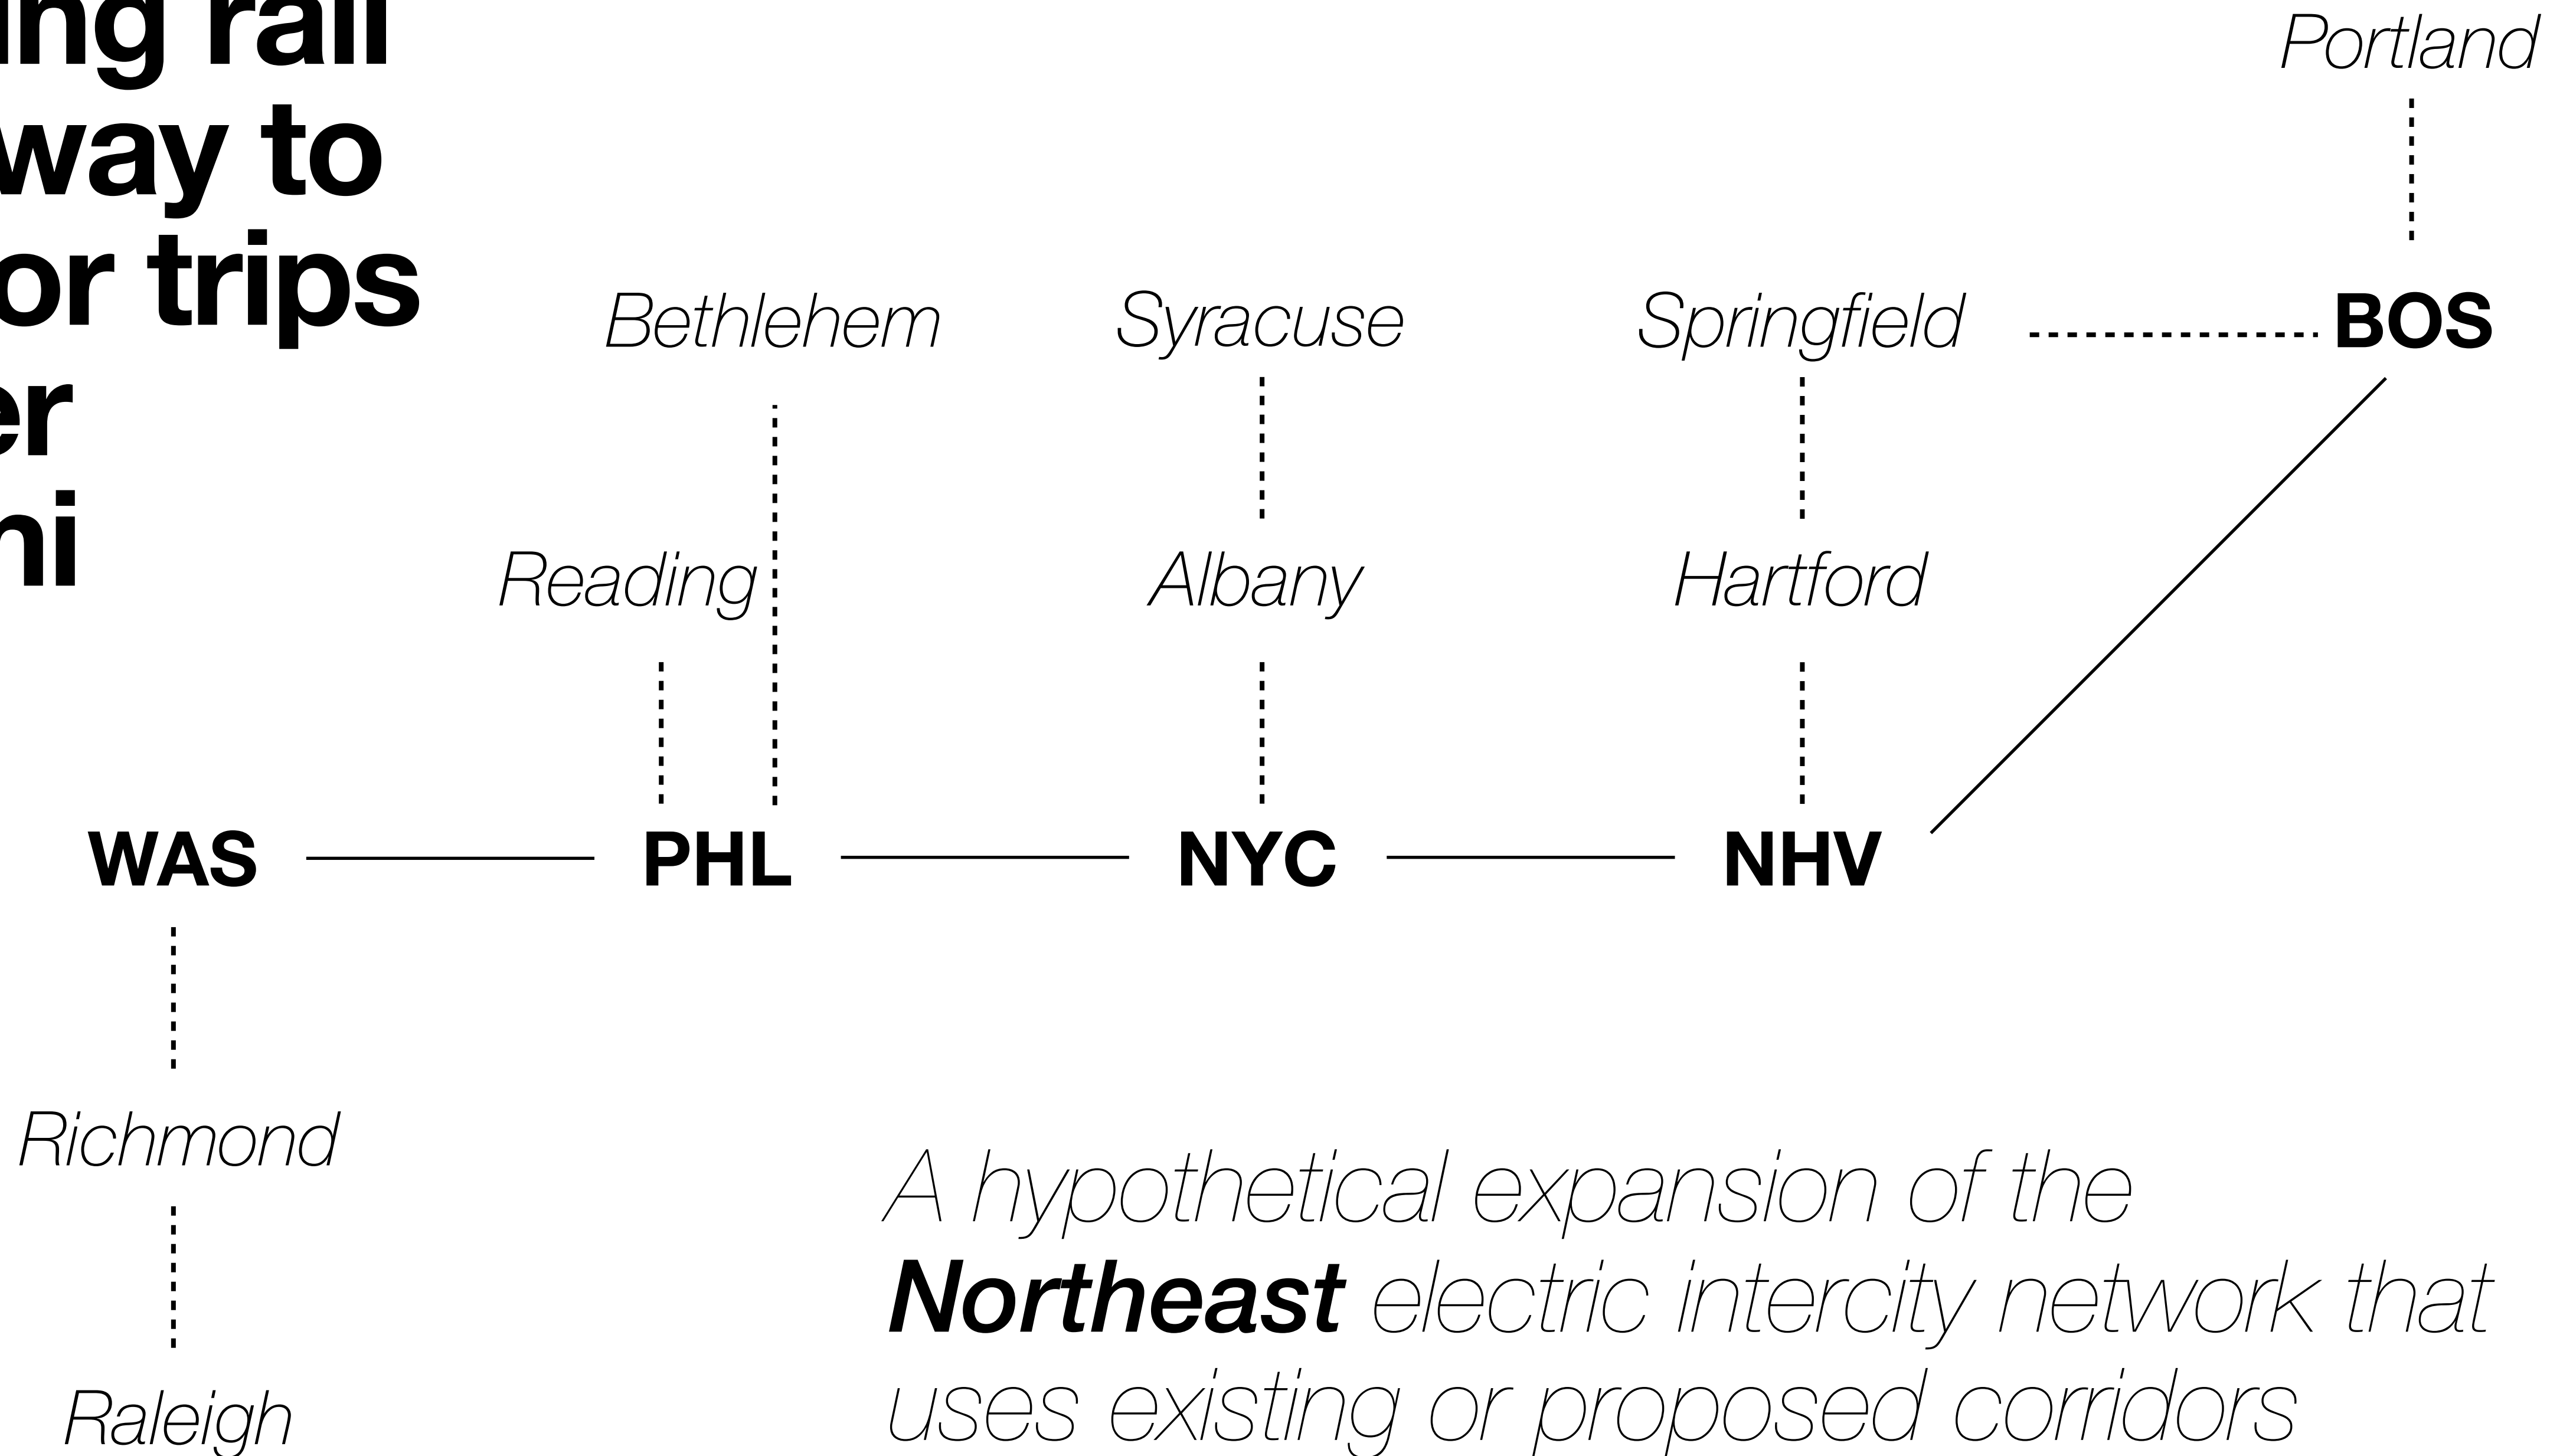 ing rail
way to
or trips
er
ni
Portland
Bethlehem Syracuse Springfield BOS
Reading Albany Hartford
WAS PHL NYC NHV
Richmond
Raleigh
A hypothetical expansion of the
Northeast electric intercity network that
uses existing or proposed corridors